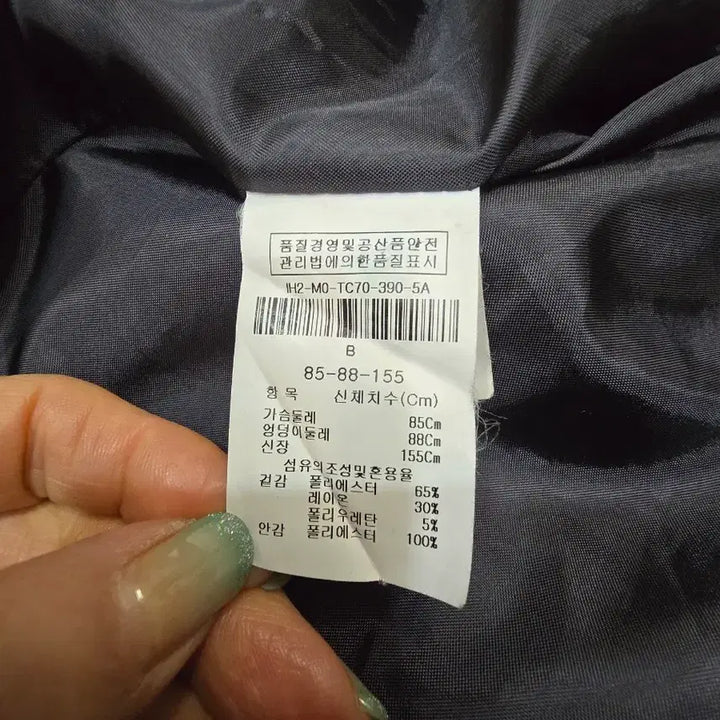 품질경영및공산품안전
관리법에의한품질표시
IH2-MO-TC70-390-5A
B
85-88-155
항 목 신체치수(Cm)
가슴둘레 85Cm
엉덩이둘레 88Cm
신장 155Cm
섬유의조성및혼용율
겉감 폴리에스터 65%
레이온 30%
폴리우레탄 5%
안감 폴리에스터 100%